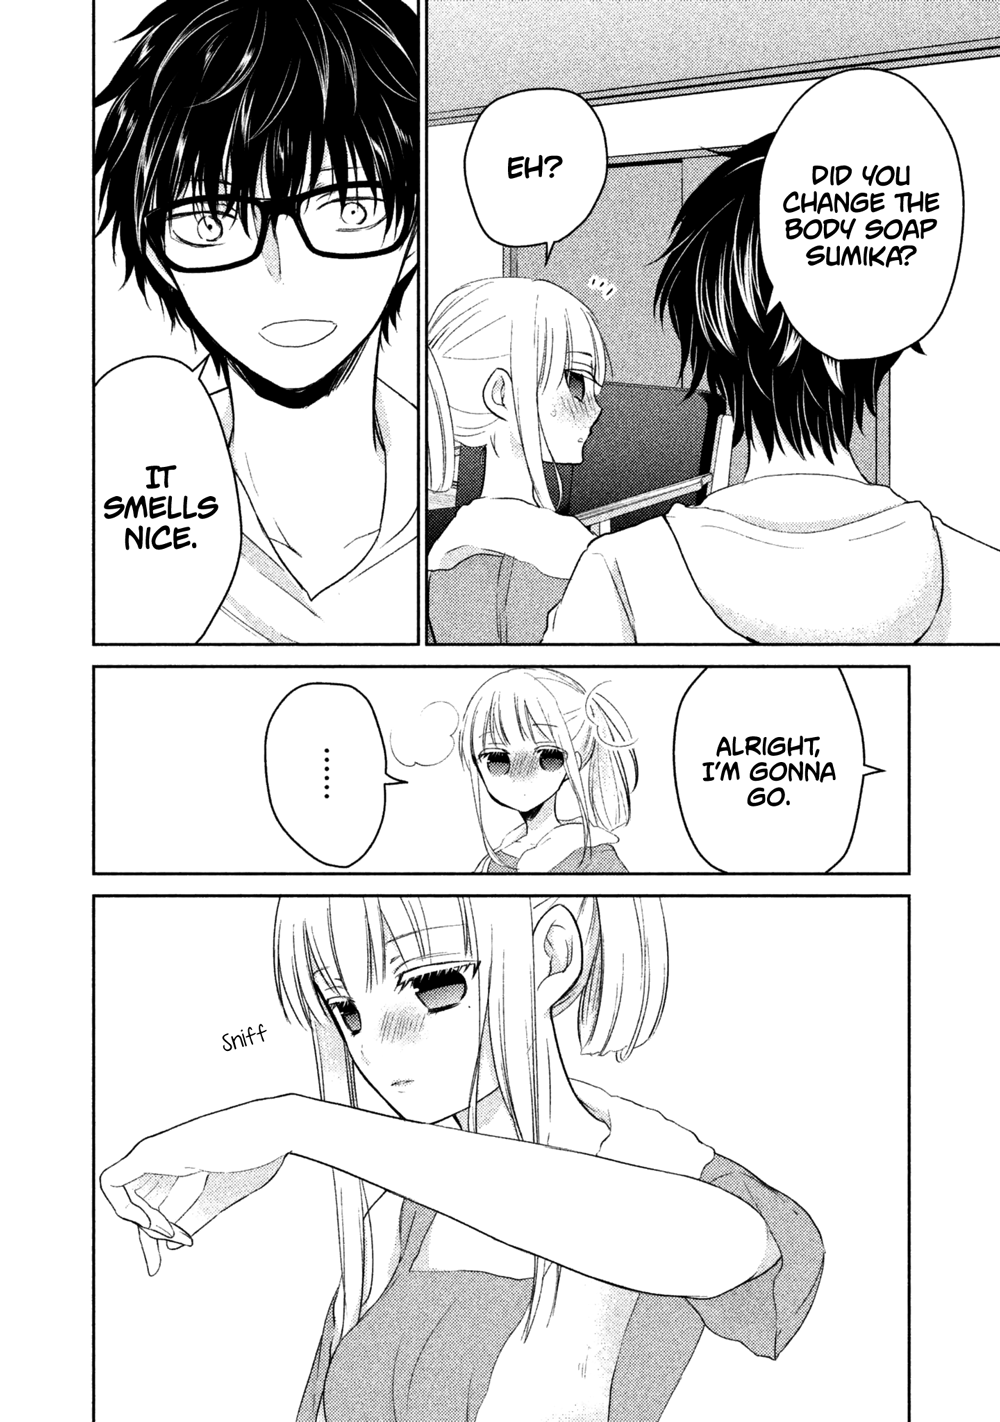 DID YOU
CHANGE THE
BODY SOAP
SUMIKA?
EH?
IT
SMELLS
NICE.
ALRIGHT,
I'M GONNA
GO.
......
Sniff